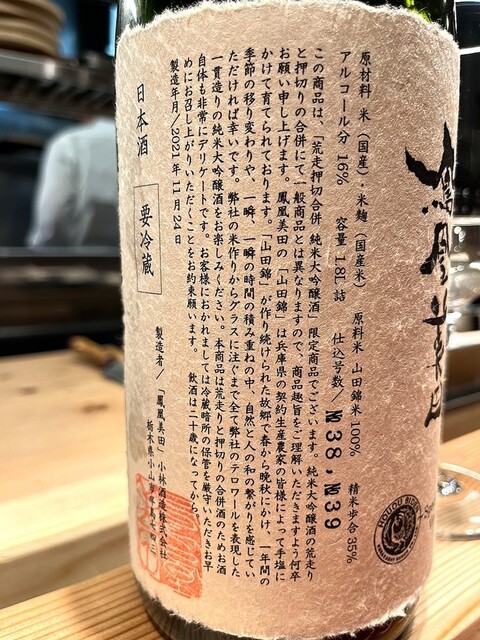 鳳凰美田
原材料 米（国産）・米麹（国産米） 原料米 山田錦米100% 精米歩合35%
アルコール分 16% 容量 1.8L詰 仕込号数／№38,№39
この商品は、「荒走押切合併 純米大吟醸酒」限定商品でございます。純米大吟醸酒の荒走り
と押切りの合併にて一般商品とは異なりますので、商品趣旨をご理解いただきますよう何卒
お願い申し上げます。鳳凰美田の「山田錦」は兵庫県の契約生産農家の皆様によって手塩に
かけて育てられております。「山田錦」が作り続けられた故郷で春から晩秋にかけ、一年間の
季節の移り変わりや、一瞬、一瞬の時間の積み重ねの中、自然と人の和の繋がりを感じてい
ただければ幸いです。弊社の米作りからグラスに注ぐまで全て弊社のテロワールを表現した
一貫造りの純米大吟醸酒をお楽しみください。本商品は荒走りと押切りの合併酒のためお酒
自体も非常にデリケートです。お客様におかれましては冷蔵暗所の保管を厳守いただきお早
めにお召し上がりいただくことをお約束願います。 飲酒は二十歳になってから。
製造年月／2021年11月24日
製造者／「鳳凰美田」小林酒造株式会社
栃木県小山市
日本酒
要冷蔵